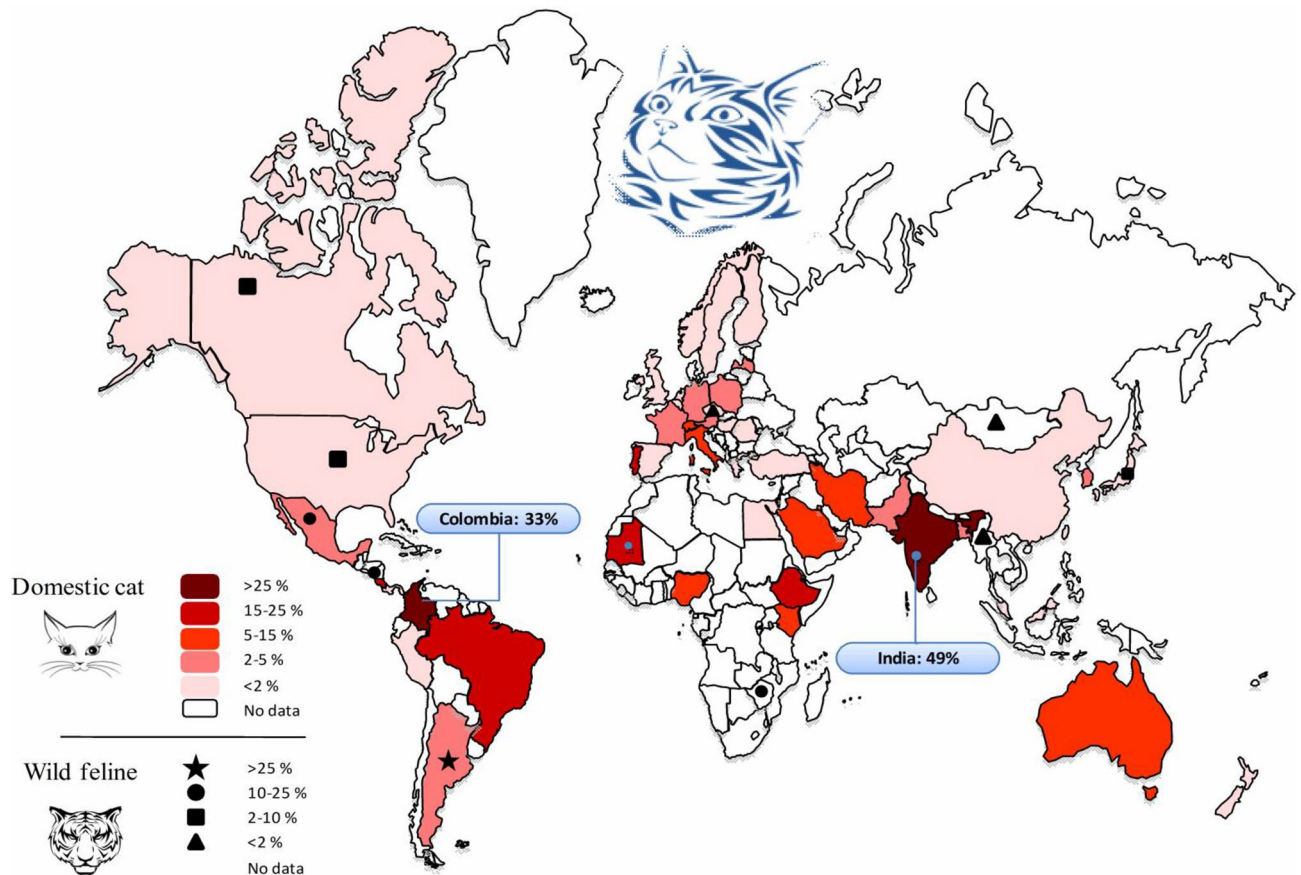 Colombia: 33%
India: 49%
Domestic cat
>25 %
15-25 %
5-15 %
2-5 %
<2 %
No data
Wild feline
>25 %
10-25 %
2-10 %
<2 %
No data